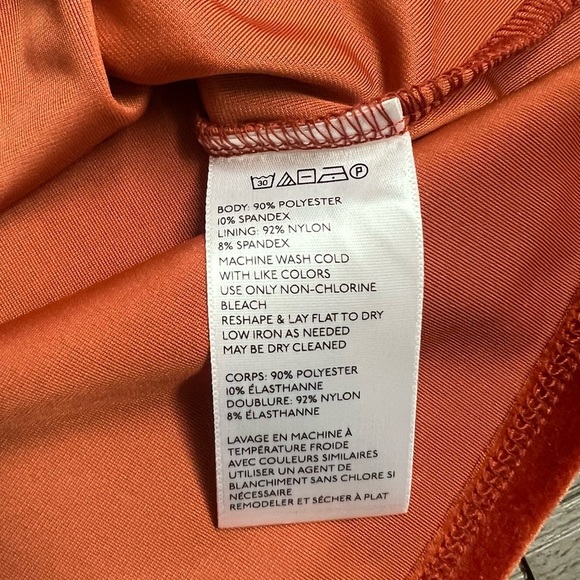 30 P
BODY: 90% POLYESTER
10% SPANDEX
LINING: 92% NYLON
8% SPANDEX
MACHINE WASH COLD
WITH LIKE COLORS
USE ONLY NON-CHLORINE
BLEACH
RESHAPE & LAY FLAT TO DRY
LOW IRON AS NEEDED
MAY BE DRY CLEANED
CORPS: 90% POLYESTER
10% ÉLASTHANNE
DOUBLURE: 92% NYLON
8% ÉLASTHANNE
LAVAGE EN MACHINE À
TEMPÉRATURE FROIDE
AVEC COULEURS SIMILAIRES
UTILISER UN AGENT DE
BLANCHIMENT SANS CHLORE SI
NÉCESSAIRE
REMODELER ET SÉCHER À PLAT